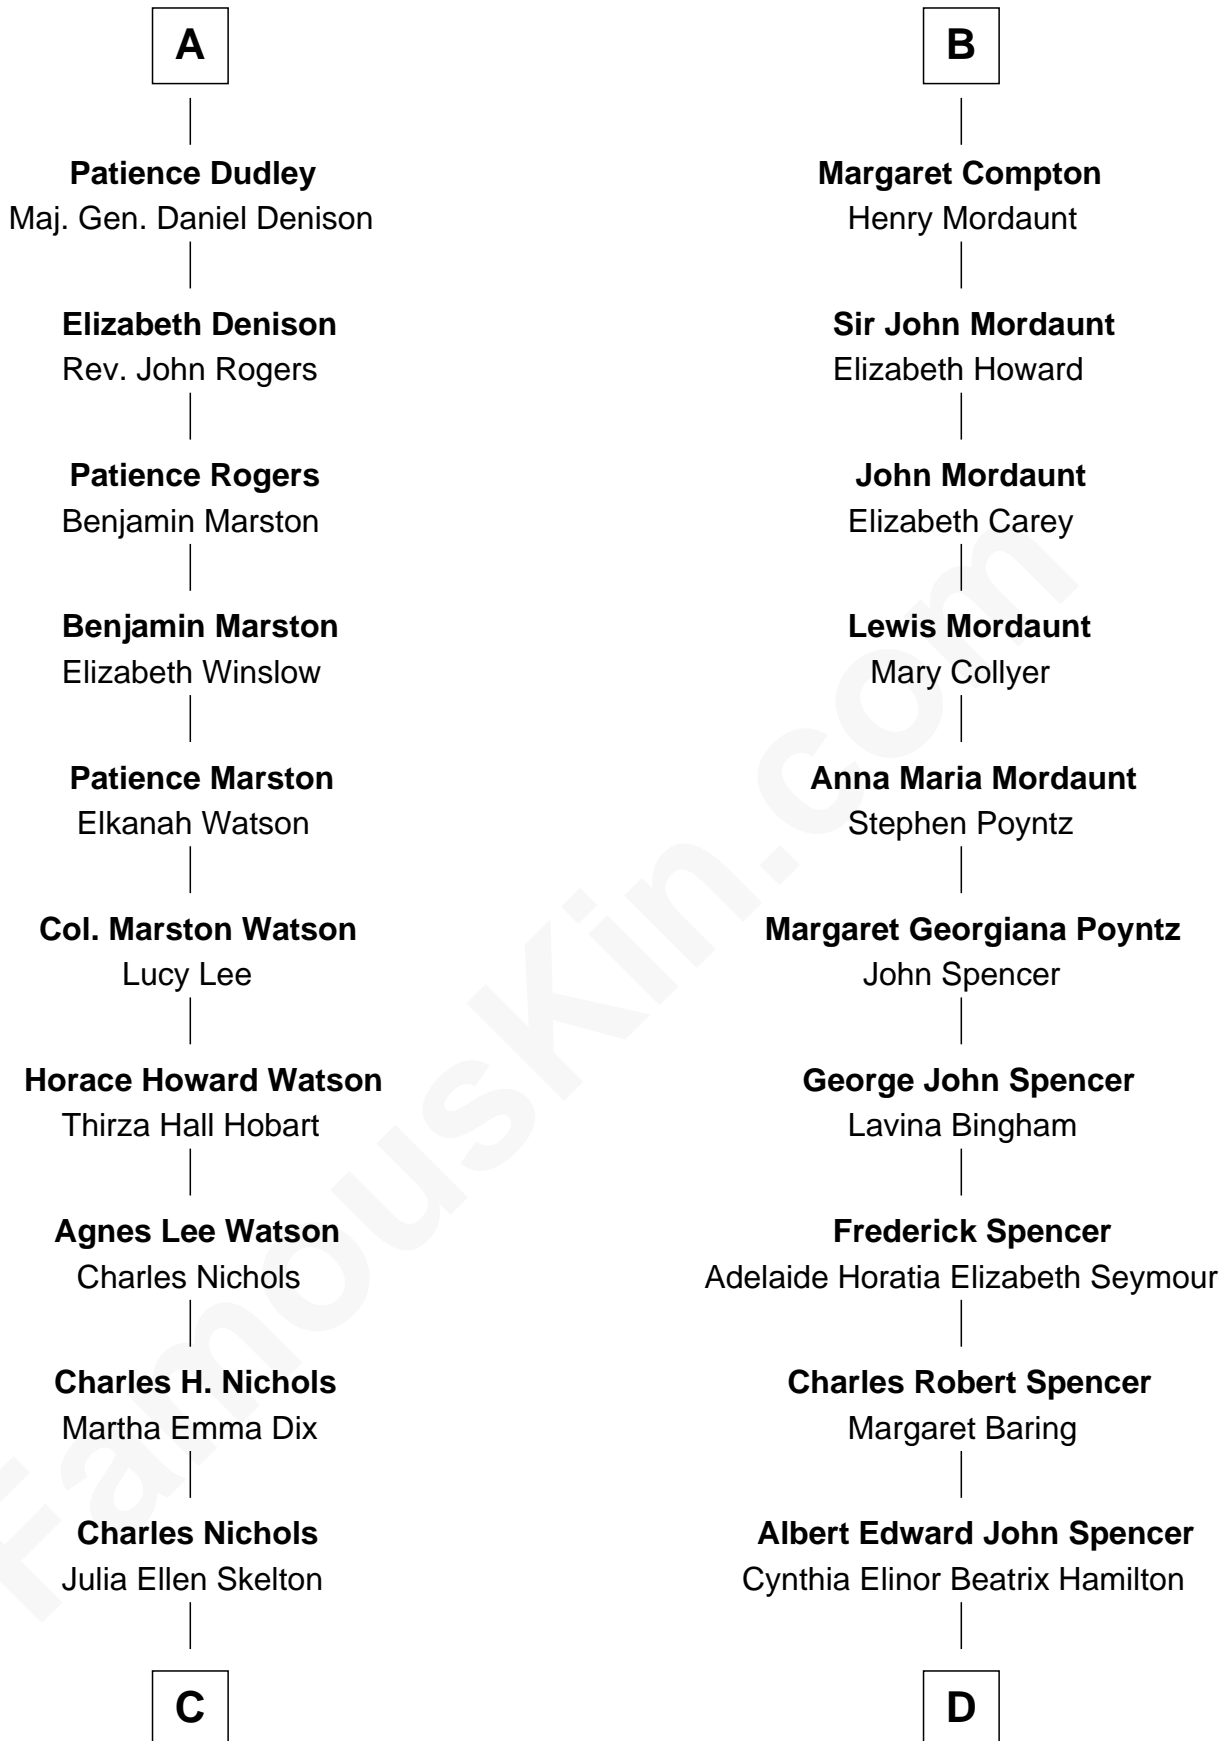 A
Patience Dudley
Maj. Gen. Daniel Denison
Elizabeth Denison
Rev. John Rogers
Patience Rogers
Benjamin Marston
Benjamin Marston
Elizabeth Winslow
Patience Marston
Elkanah Watson
Col. Marston Watson
Lucy Lee
Horace Howard Watson
Thirza Hall Hobart
Agnes Lee Watson
Charles Nichols
Charles H. Nichols
Martha Emma Dix
Charles Nichols
Julia Ellen Skelton
C
B
Margaret Compton
Henry Mordaunt
Sir John Mordaunt
Elizabeth Howard
John Mordaunt
Elizabeth Carey
Lewis Mordaunt
Mary Collyer
Anna Maria Mordaunt
Stephen Poyntz
Margaret Georgiana Poyntz
John Spencer
George John Spencer
Lavina Bingham
Frederick Spencer
Adelaide Horatia Elizabeth Seymour
Charles Robert Spencer
Margaret Baring
Albert Edward John Spencer
Cynthia Elinor Beatrix Hamilton
D
FamousKin.com